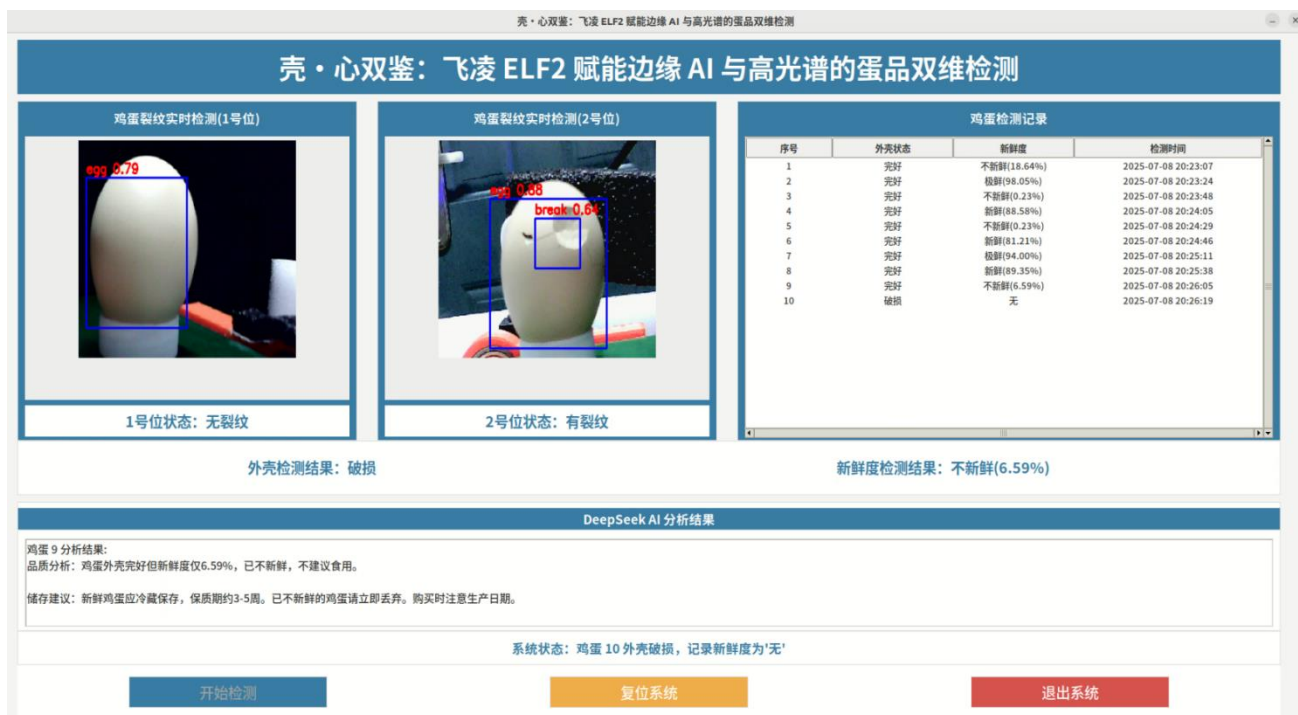 壳・心双鉴：飞凌 ELF2 赋能边缘 AI 与高光谱的蛋品双维检测
壳・心双鉴：飞凌 ELF2 赋能边缘 AI 与高光谱的蛋品双维检测
鸡蛋裂纹实时检测(1号位)
egg 0.79
1号位状态：无裂纹
鸡蛋裂纹实时检测(2号位)
egg 0.88
break 0.64
2号位状态：有裂纹
鸡蛋检测记录
序号 外壳状态 新鲜度 检测时间
1 完好 不新鲜(18.64%) 2025-07-08 20:23:07
2 完好 极鲜(98.05%) 2025-07-08 20:23:24
3 完好 不新鲜(0.23%) 2025-07-08 20:23:48
4 完好 新鲜(88.58%) 2025-07-08 20:24:05
5 完好 不新鲜(0.23%) 2025-07-08 20:24:29
6 完好 新鲜(81.21%) 2025-07-08 20:24:46
7 完好 极鲜(94.00%) 2025-07-08 20:25:11
8 完好 新鲜(89.35%) 2025-07-08 20:25:38
9 完好 不新鲜(6.59%) 2025-07-08 20:26:05
10 破损 无 2025-07-08 20:26:19
外壳检测结果：破损
新鲜度检测结果：不新鲜(6.59%)
DeepSeek AI 分析结果
鸡蛋 9 分析结果:
品质分析：鸡蛋外壳完好但新鲜度仅6.59%，已不新鲜，不建议食用。
储存建议：新鲜鸡蛋应冷藏保存，保质期约3-5周。已不新鲜的鸡蛋请立即丢弃。购买时注意生产日期。
系统状态：鸡蛋 10 外壳破损，记录新鲜度为'无'
开始检测
复位系统
退出系统